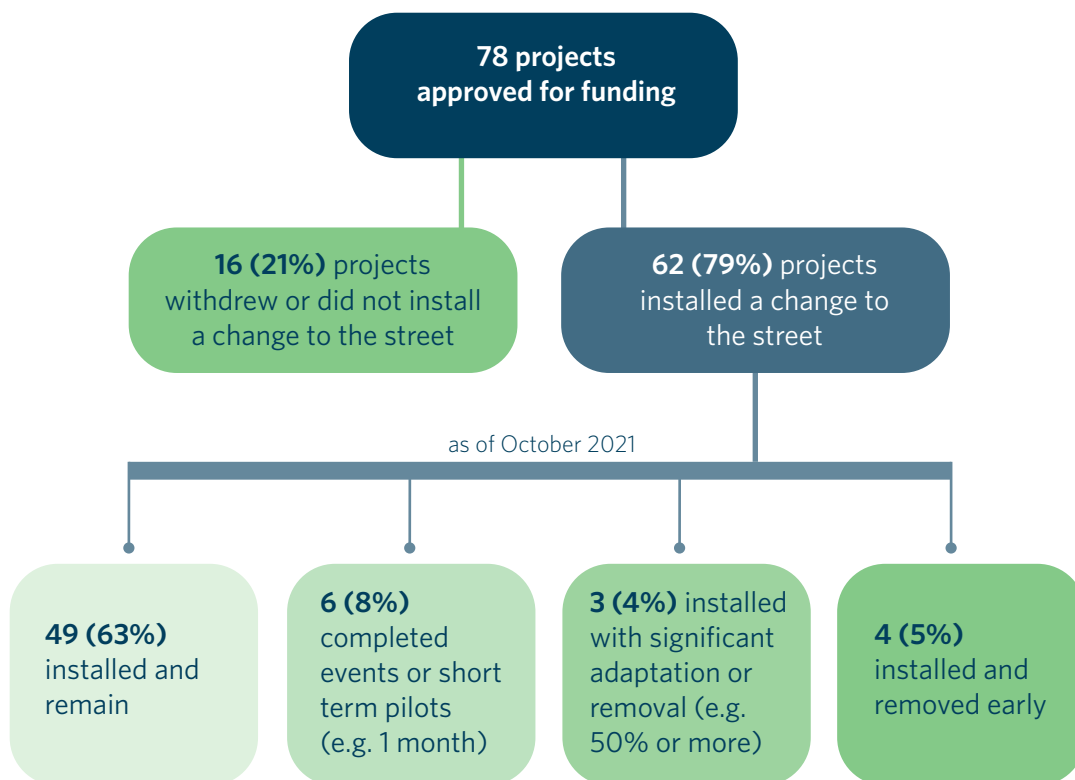 78 projects
approved for funding
16 (21%) projects
withdrew or did not install
a change to the street
62 (79%) projects
installed a change to
the street
as of October 2021
49 (63%)
installed and
remain
6 (8%)
completed
events or short
term pilots
(e.g. 1 month)
3 (4%) installed
with significant
adaptation or
removal (e.g.
50% or more)
4 (5%)
installed and
removed early